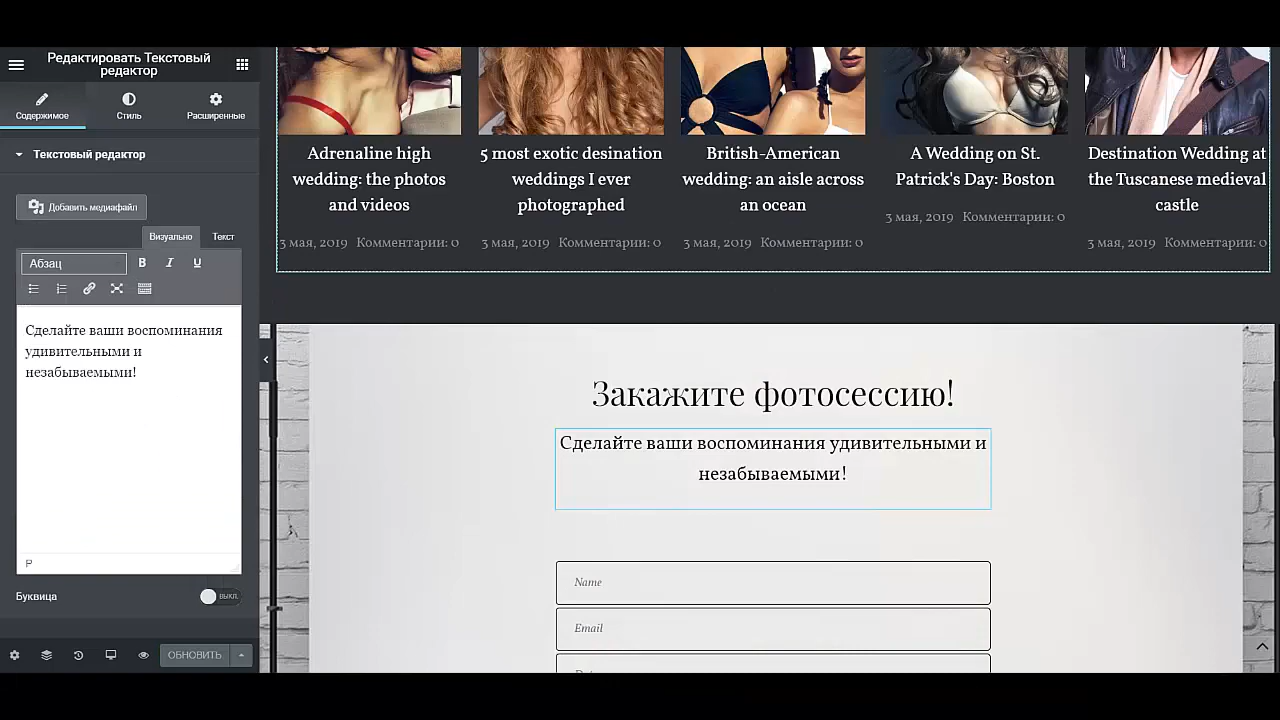 Редактировать Текстовый
редактор
Содержимое
Стиль
Расширенные
Текстовый редактор
Добавить медиафайл
Визуально
Текст
Абзац
B I U
Сделайте ваши воспоминания
удивительными и
незабываемыми!
P
Буквица
ВЫКЛ.
ОБНОВИТЬ
Adrenaline high
wedding: the photos
and videos
3 мая, 2019 Комментарии: 0
5 most exotic desination
weddings I ever
photographed
3 мая, 2019 Комментарии: 0
British-American
wedding: an aisle across
an ocean
3 мая, 2019 Комментарии: 0
A Wedding on St.
Patrick's Day: Boston
3 мая, 2019 Комментарии: 0
Destination Wedding at
the Tuscanese medieval
castle
3 мая, 2019 Комментарии: 0
Закажите фотосессию!
Сделайте ваши воспоминания удивительными и
незабываемыми!
Name
Email